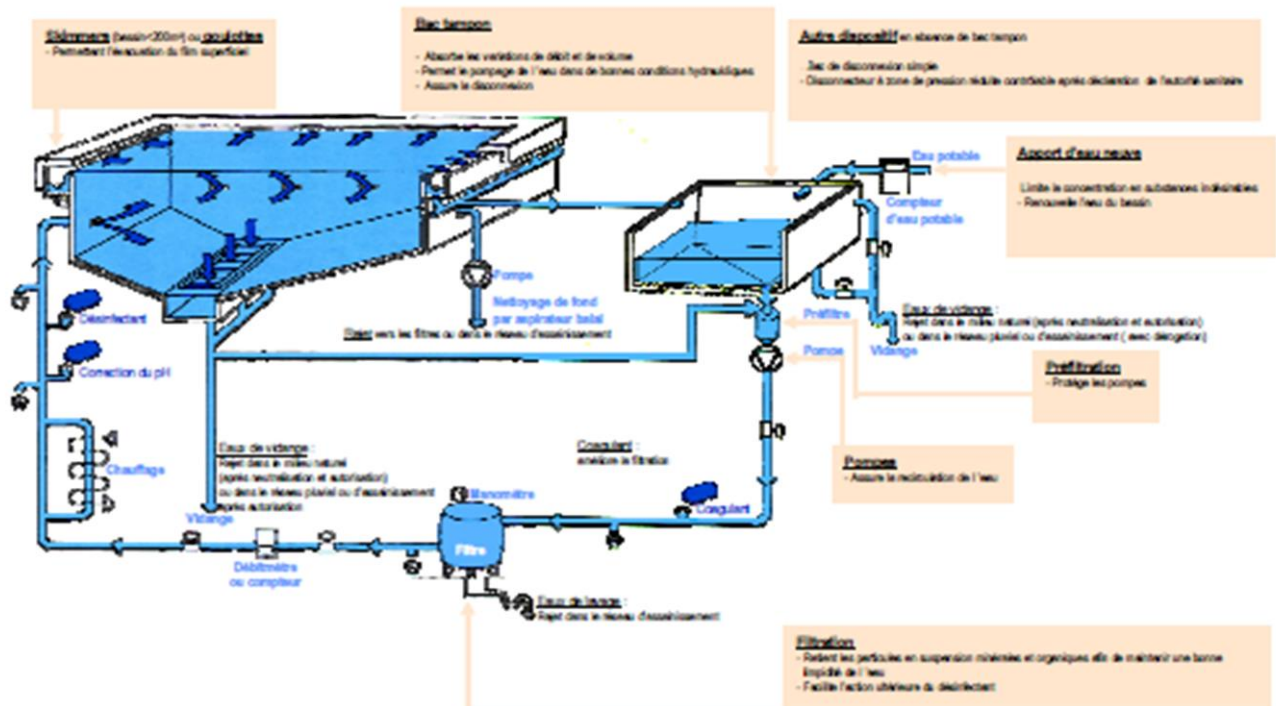 Skimmers (bassin<200m²) ou goulottes
- Permettant l'évacuation du film superficiel
Bac tampon
- Absorbe les variations de débit et de volume
- Permet le pompage de l'eau dans de bonnes conditions hydrauliques
- Assure la disconnexion
Autre dispositif en absence de bac tampon
Bac de disconnexion simple
- Disconnecteur à zone de pression réduite contrôlable après déclaration de l'autorité sanitaire
Eau potable
Compteur
d'eau potable
Apport d'eau neuve
Limite la concentration en substances indésirables
- Renouvelle l'eau du bassin
Pompe
Nettoyage de fond
par aspirateur balai
Rejet vers les filtres ou dans le réseau d'assainissement
Désinfectant
Correction du pH
Chauffage
Préfiltre
Pompe
Eaux de vidange :
Rejet dans le milieu naturel (après neutralisation et autorisation)
ou dans le réseau pluvial ou d'assainissement ( avec dérogation)
Vidange
Préfiltration
- Protège les pompes
Pompes
- Assure la recirculation de l'eau
Eaux de vidange :
Rejet dans le milieu naturel
(après neutralisation et autorisation)
ou dans le réseau pluvial ou d'assainissement
après autorisation
Vidange
Coagulant :
améliore la filtration
Coagulant
Manomètre
Filtre
Débitmètre
ou compteur
Eaux de lavage :
Rejet dans le réseau d'assainissement
Filtration
- Retient les particules en suspension minérales et organiques afin de maintenir une bonne
limpidité de l'eau
- Facilite l'action ultérieure du désinfectant